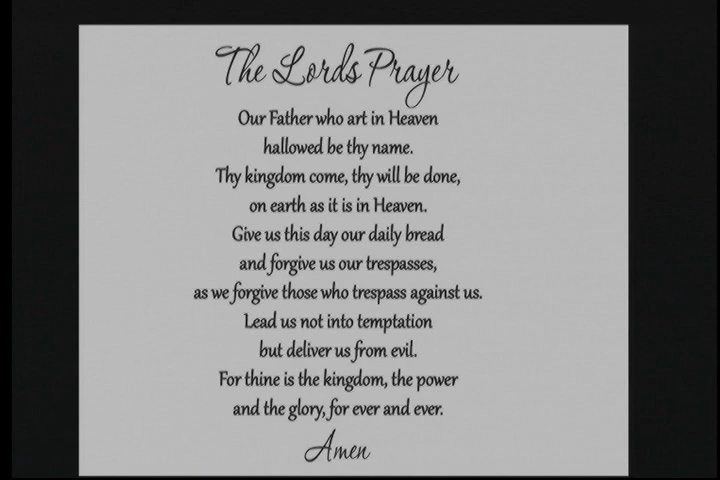 The Lords Prayer
Our Father who art in Heaven
hallowed be thy name.
Thy kingdom come, thy will be done,
on earth as it is in Heaven.
Give us this day our daily bread
and forgive us our trespasses,
as we forgive those who trespass against us.
Lead us not into temptation
but deliver us from evil.
For thine is the kingdom, the power
and the glory, for ever and ever.
Amen